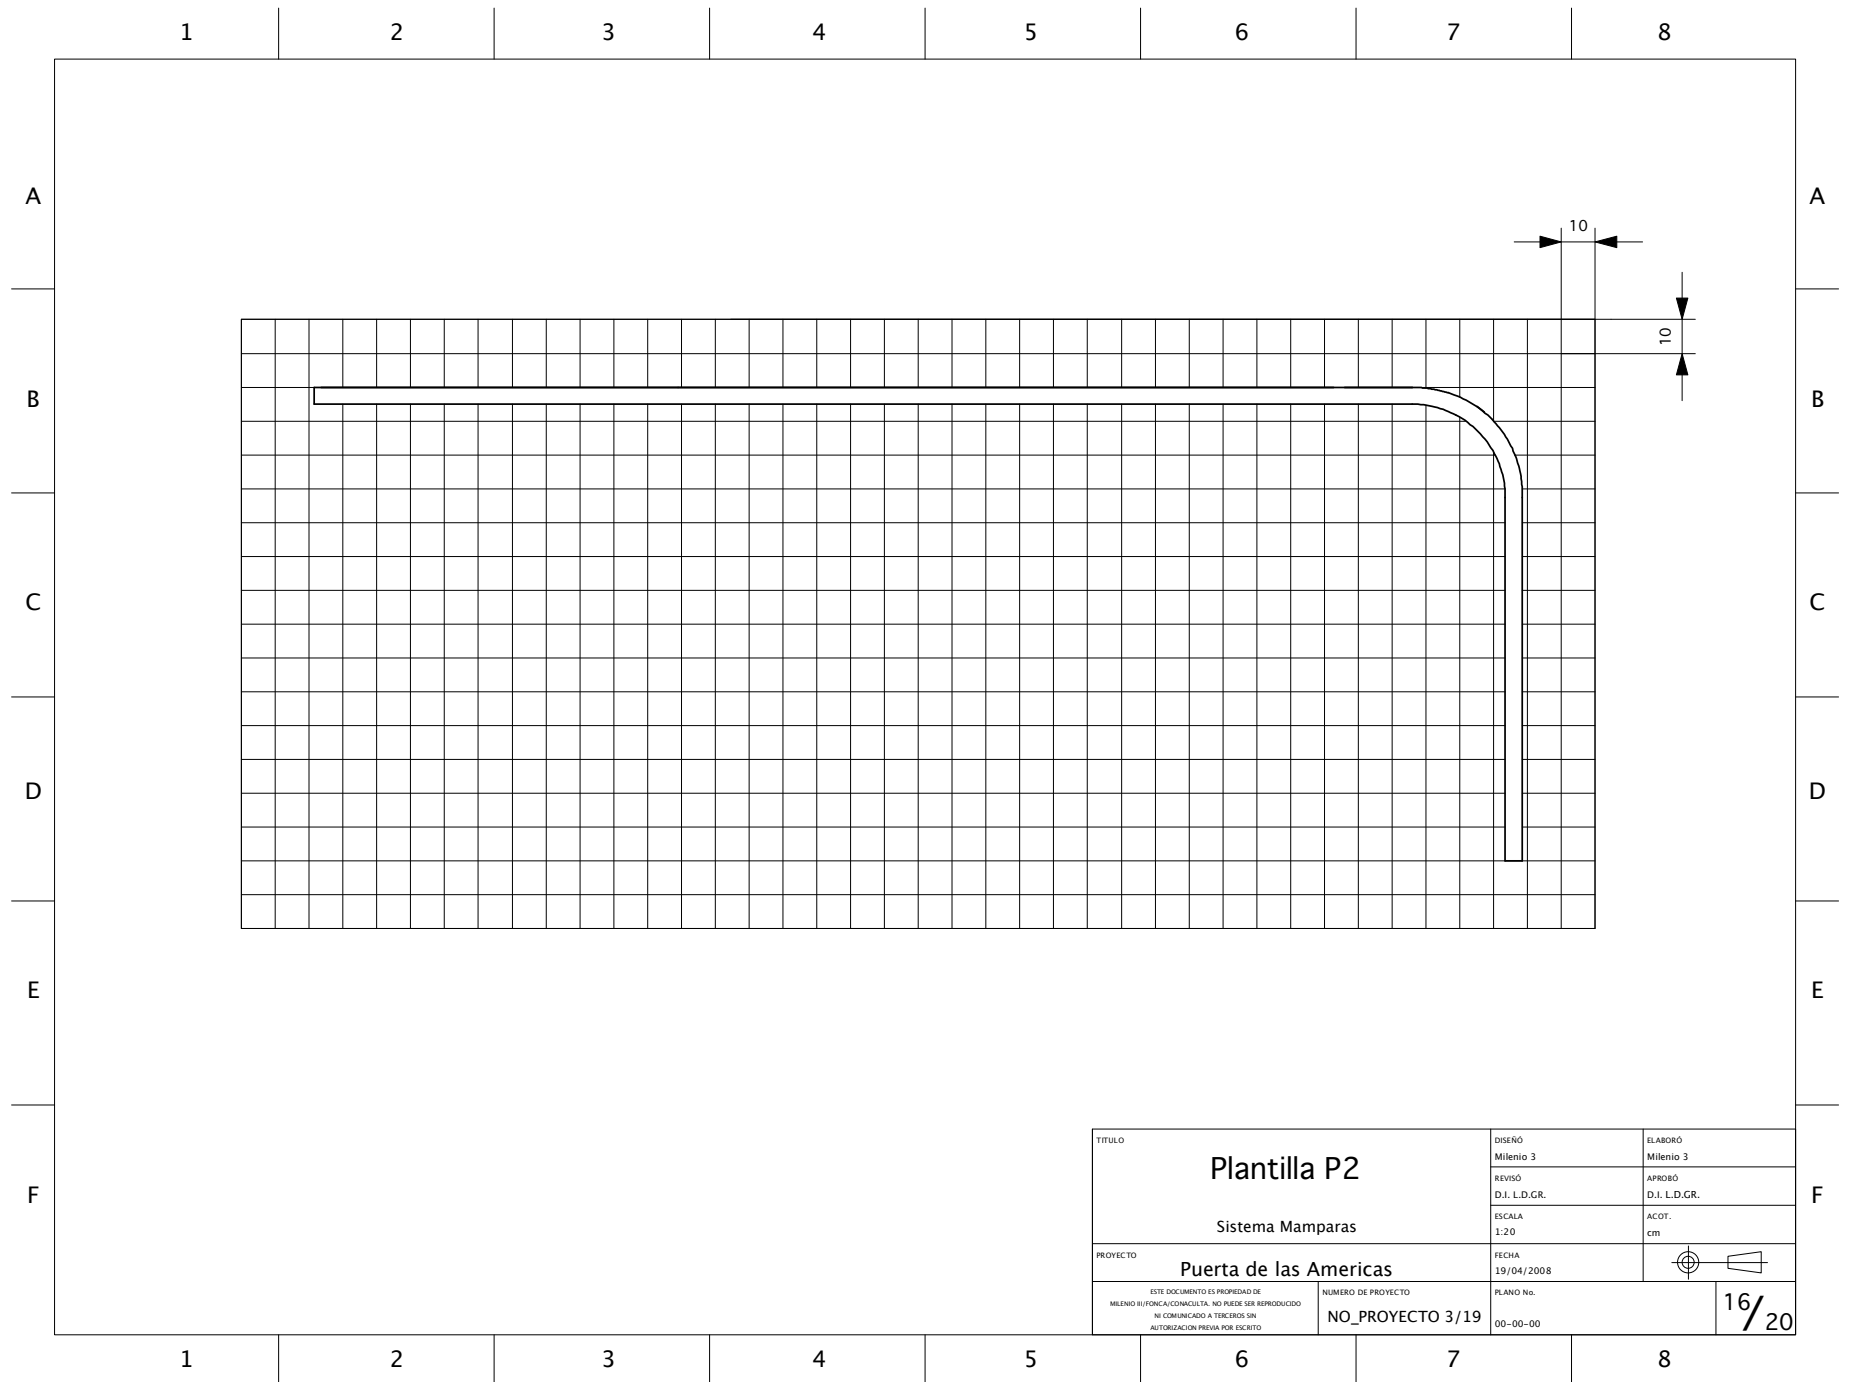 1 2 3 4 5 6 7 8
A A
10
10
B B
C C
D D
E E
F F
TITULO
Plantilla P2
Sistema Mamparas
DISEÑÓ
Milenio 3
ELABORÓ
Milenio 3
REVISÓ
D.I. L.D.GR.
APROBÓ
D.I. L.D.GR.
ESCALA
1:20
ACOT.
cm
PROYECTO
Puerta de las Americas
FECHA
19/04/2008
ESTE DOCUMENTO ES PROPIEDAD DE
MILENIO III/FONCA/CONACULTA. NO PUEDE SER REPRODUCIDO
NI COMUNICADO A TERCEROS SIN
AUTORIZACION PREVIA POR ESCRITO
NUMERO DE PROYECTO
NO_PROYECTO 3/19
PLANO No.
00-00-00
16/20
1 2 3 4 5 6 7 8